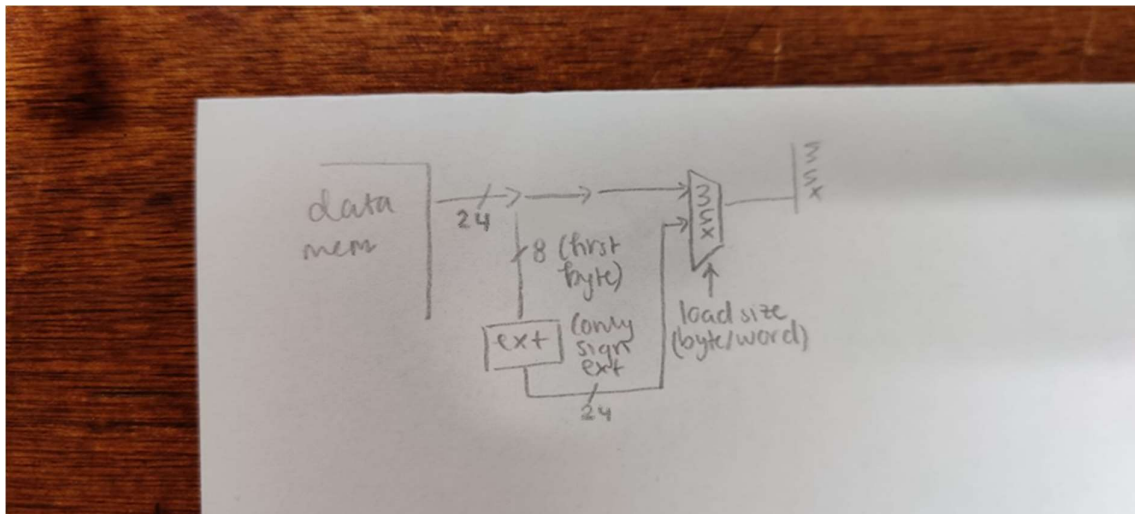 data
mem
24
8 (first
byte)
ext
(only
sign
ext
24
mux
load size
(byte/word)
mux